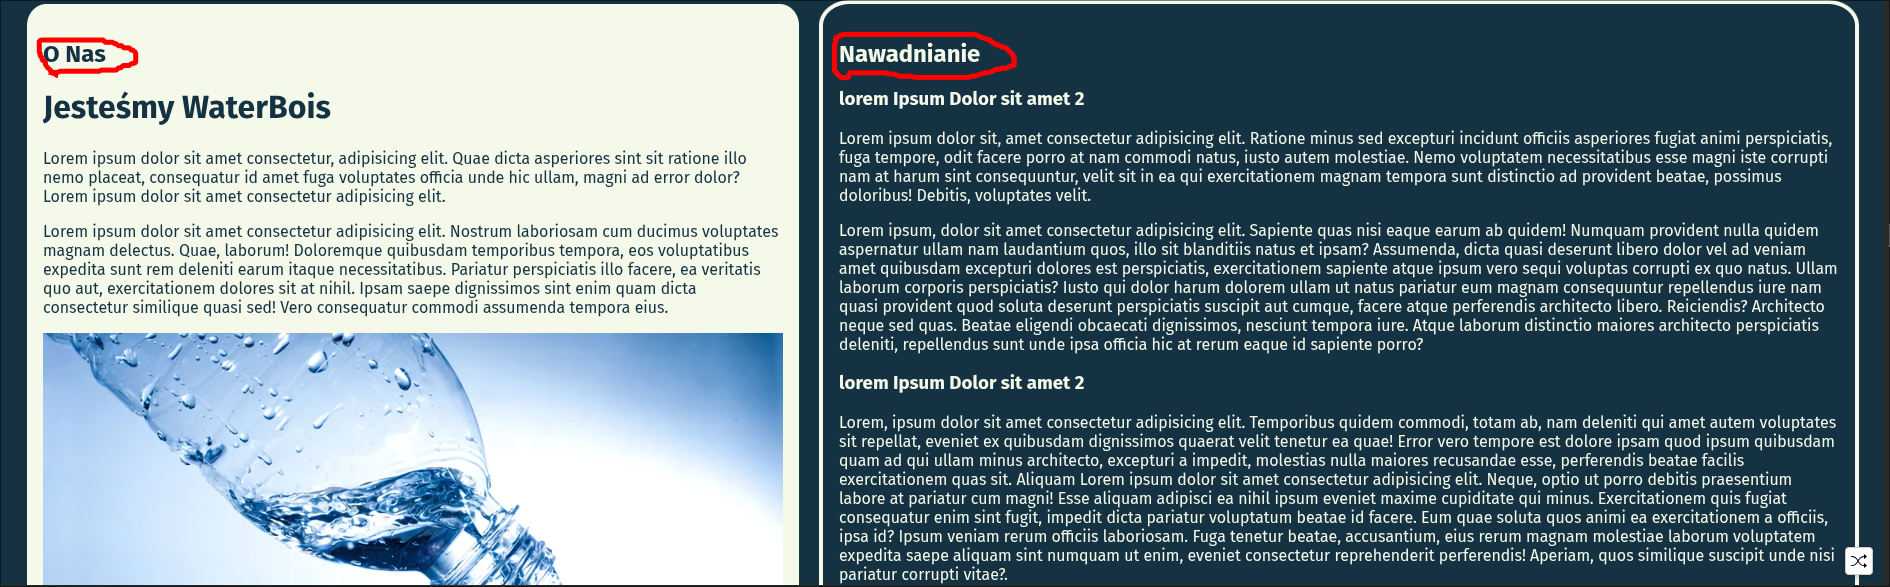 O Nas
Jesteśmy WaterBois
Lorem ipsum dolor sit amet consectetur, adipisicing elit. Quae dicta asperiores sint sit ratione illo
nemo placeat, consequatur id amet fuga voluptates officia unde hic ullam, magni ad error dolor?
Lorem ipsum dolor sit amet consectetur adipisicing elit.
Lorem ipsum dolor sit amet consectetur adipisicing elit. Nostrum laboriosam cum ducimus voluptates
magnam delectus. Quae, laborum! Doloremque quibusdam temporibus tempora, eos voluptatibus
expedita sunt rem deleniti earum itaque necessitatibus. Pariatur perspiciatis illo facere, ea veritatis
quo aut, exercitationem dolores sit at nihil. Ipsam saepe dignissimos sint enim quam dicta
consectetur similique quasi sed! Vero consequatur commodi assumenda tempora eius.
Nawadnianie
lorem Ipsum Dolor sit amet 2
Lorem ipsum dolor sit, amet consectetur adipisicing elit. Ratione minus sed excepturi incidunt officiis asperiores fugiat animi perspiciatis,
fuga tempore, odit facere porro at nam commodi natus, iusto autem molestiae. Nemo voluptatem necessitatibus esse magni iste corrupti
nam at harum sint consequuntur, velit sit in ea qui exercitationem magnam tempora sunt distinctio ad provident beatae, possimus
doloribus! Debitis, voluptates velit.
Lorem ipsum, dolor sit amet consectetur adipisicing elit. Sapiente quas nisi eaque earum ab quidem! Numquam provident nulla quidem
aspernatur ullam nam laudantium quos, illo sit blanditiis natus et ipsam? Assumenda, dicta quasi deserunt libero dolor vel ad veniam
amet quibusdam excepturi dolores est perspiciatis, exercitationem sapiente atque ipsum vero sequi voluptas corrupti ex quo natus. Ullam
laborum corporis perspiciatis? Iusto qui dolor harum dolorem ullam ut natus pariatur eum magnam consequuntur repellendus iure nam
quasi provident quod soluta deserunt perspiciatis suscipit aut cumque, facere atque perferendis architecto libero. Reiciendis? Architecto
neque sed quas. Beatae eligendi obcaecati dignissimos, nesciunt tempora iure. Atque laborum distinctio maiores architecto perspiciatis
deleniti, repellendus sunt unde ipsa officia hic at rerum eaque id sapiente porro?
lorem Ipsum Dolor sit amet 2
Lorem, ipsum dolor sit amet consectetur adipisicing elit. Temporibus quidem commodi, totam ab, nam deleniti qui amet autem voluptates
sit repellat, eveniet ex quibusdam dignissimos quaerat velit tenetur ea quae! Error vero tempore est dolore ipsam quod ipsum quibusdam
quam ad qui ullam minus architecto, excepturi a impedit, molestias nulla maiores recusandae esse, perferendis beatae facilis
exercitationem quas sit. Aliquam Lorem ipsum dolor sit amet consectetur adipisicing elit. Neque, optio ut porro debitis praesentium
labore at pariatur cum magni! Esse aliquam adipisci ea nihil ipsum eveniet maxime cupiditate qui minus. Exercitationem quis fugiat
consequatur enim sint fugit, impedit dicta pariatur voluptatum beatae id facere. Eum quae soluta quos animi ea exercitationem a officiis,
ipsa id? Ipsum veniam rerum officiis laboriosam. Fuga tenetur beatae, accusantium, eius rerum magnam molestiae laborum voluptatem
expedita saepe aliquam sint numquam ut enim, eveniet consectetur reprehenderit perferendis! Aperiam, quos similique suscipit unde nisi
pariatur corrupti vitae?.